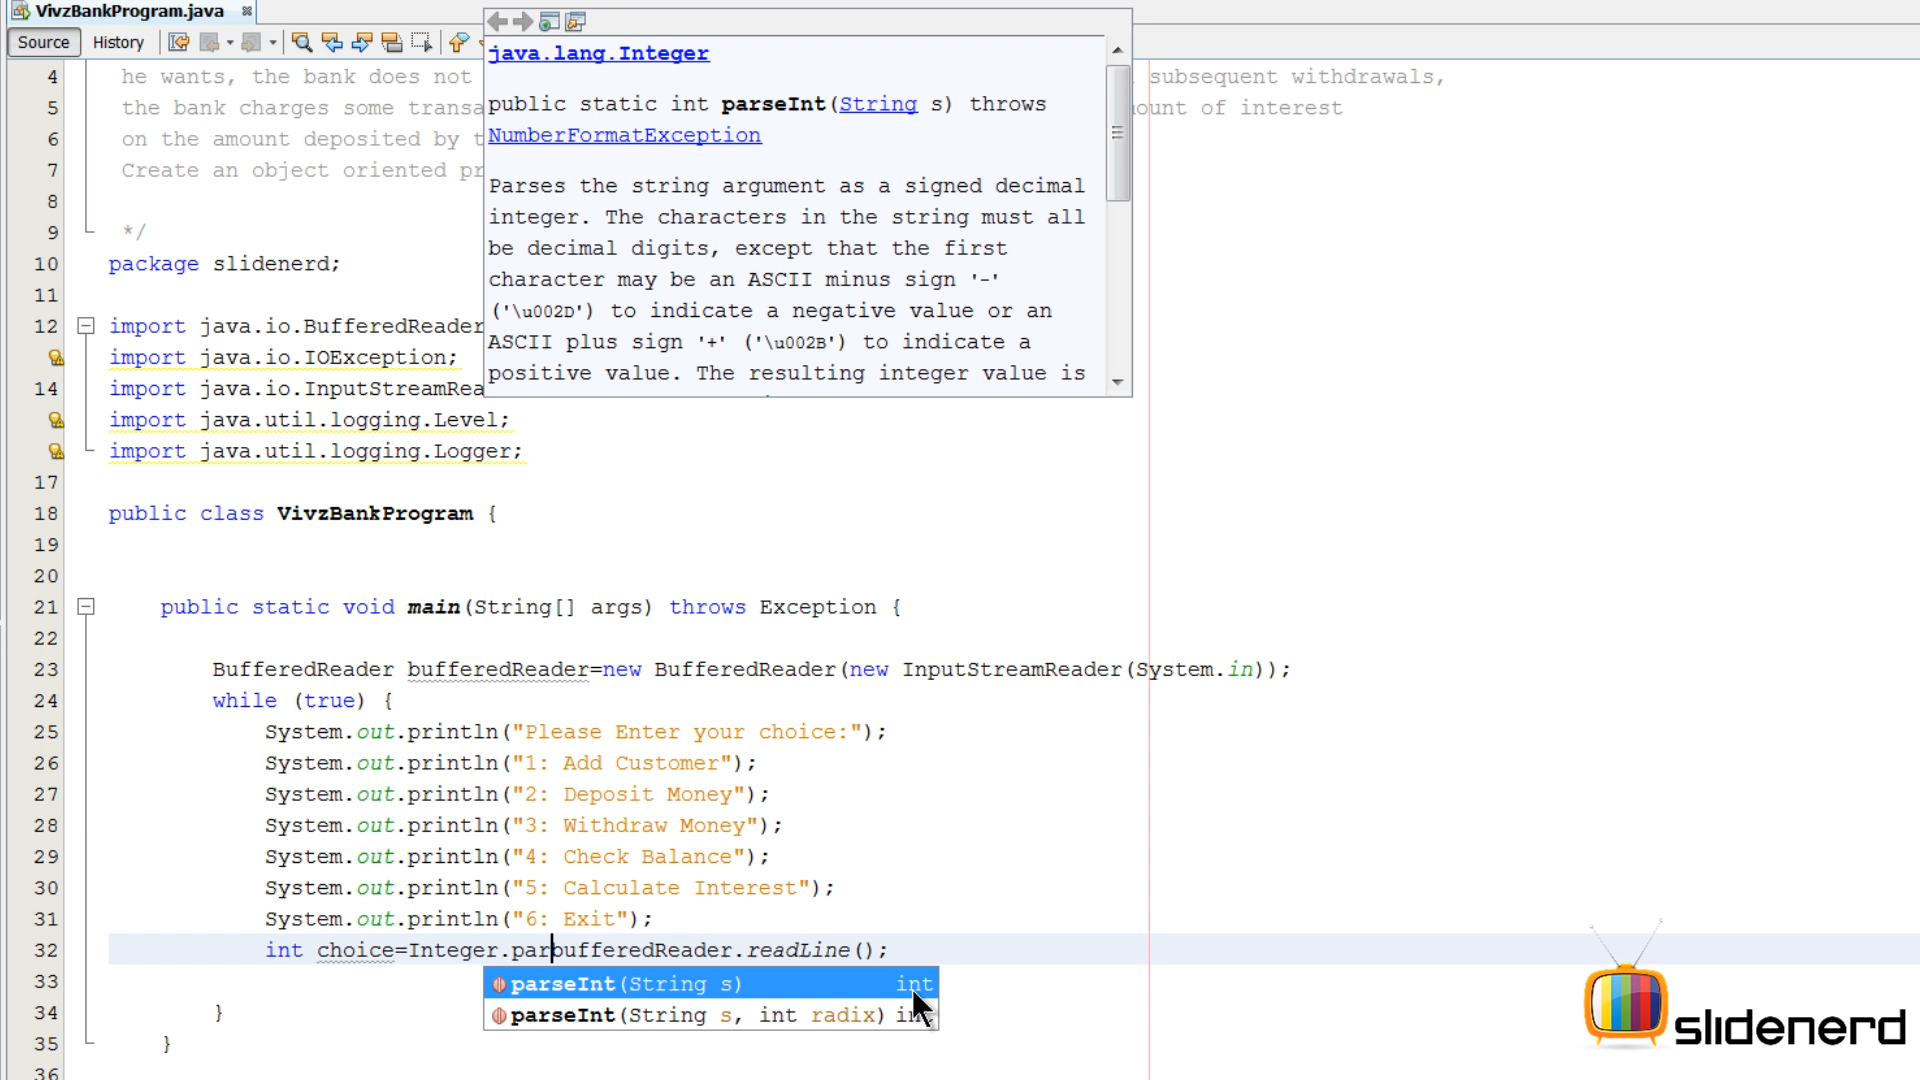 VivzBankProgram.java
Source History
java.lang.Integer
public static int parseInt(String s) throws
NumberFormatException
Parses the string argument as a signed decimal
integer. The characters in the string must all
be decimal digits, except that the first
character may be an ASCII minus sign '-'
('\u002D') to indicate a negative value or an
ASCII plus sign '+' ('\u002B') to indicate a
positive value. The resulting integer value is
4 he wants, the bank does not subsequent withdrawals,
5 the bank charges some transa ount of interest
6 on the amount deposited by t
7 Create an object oriented pr
8
9 */
10 package slidenerd;
11
12 import java.io.BufferedReader
import java.io.IOException;
14 import java.io.InputStreamRea
import java.util.logging.Level;
import java.util.logging.Logger;
17
18 public class VivzBankProgram {
19
20
21 public static void main(String[] args) throws Exception {
22
23 BufferedReader bufferedReader=new BufferedReader(new InputStreamReader(System.in));
24 while (true) {
25 System.out.println("Please Enter your choice:");
26 System.out.println("1: Add Customer");
27 System.out.println("2: Deposit Money");
28 System.out.println("3: Withdraw Money");
29 System.out.println("4: Check Balance");
30 System.out.println("5: Calculate Interest");
31 System.out.println("6: Exit");
32 int choice=Integer.parbufferedReader.readLine();
33 parseInt(String s) int
parseInt(String s, int radix) int
34 }
35 }
36
slidenerd